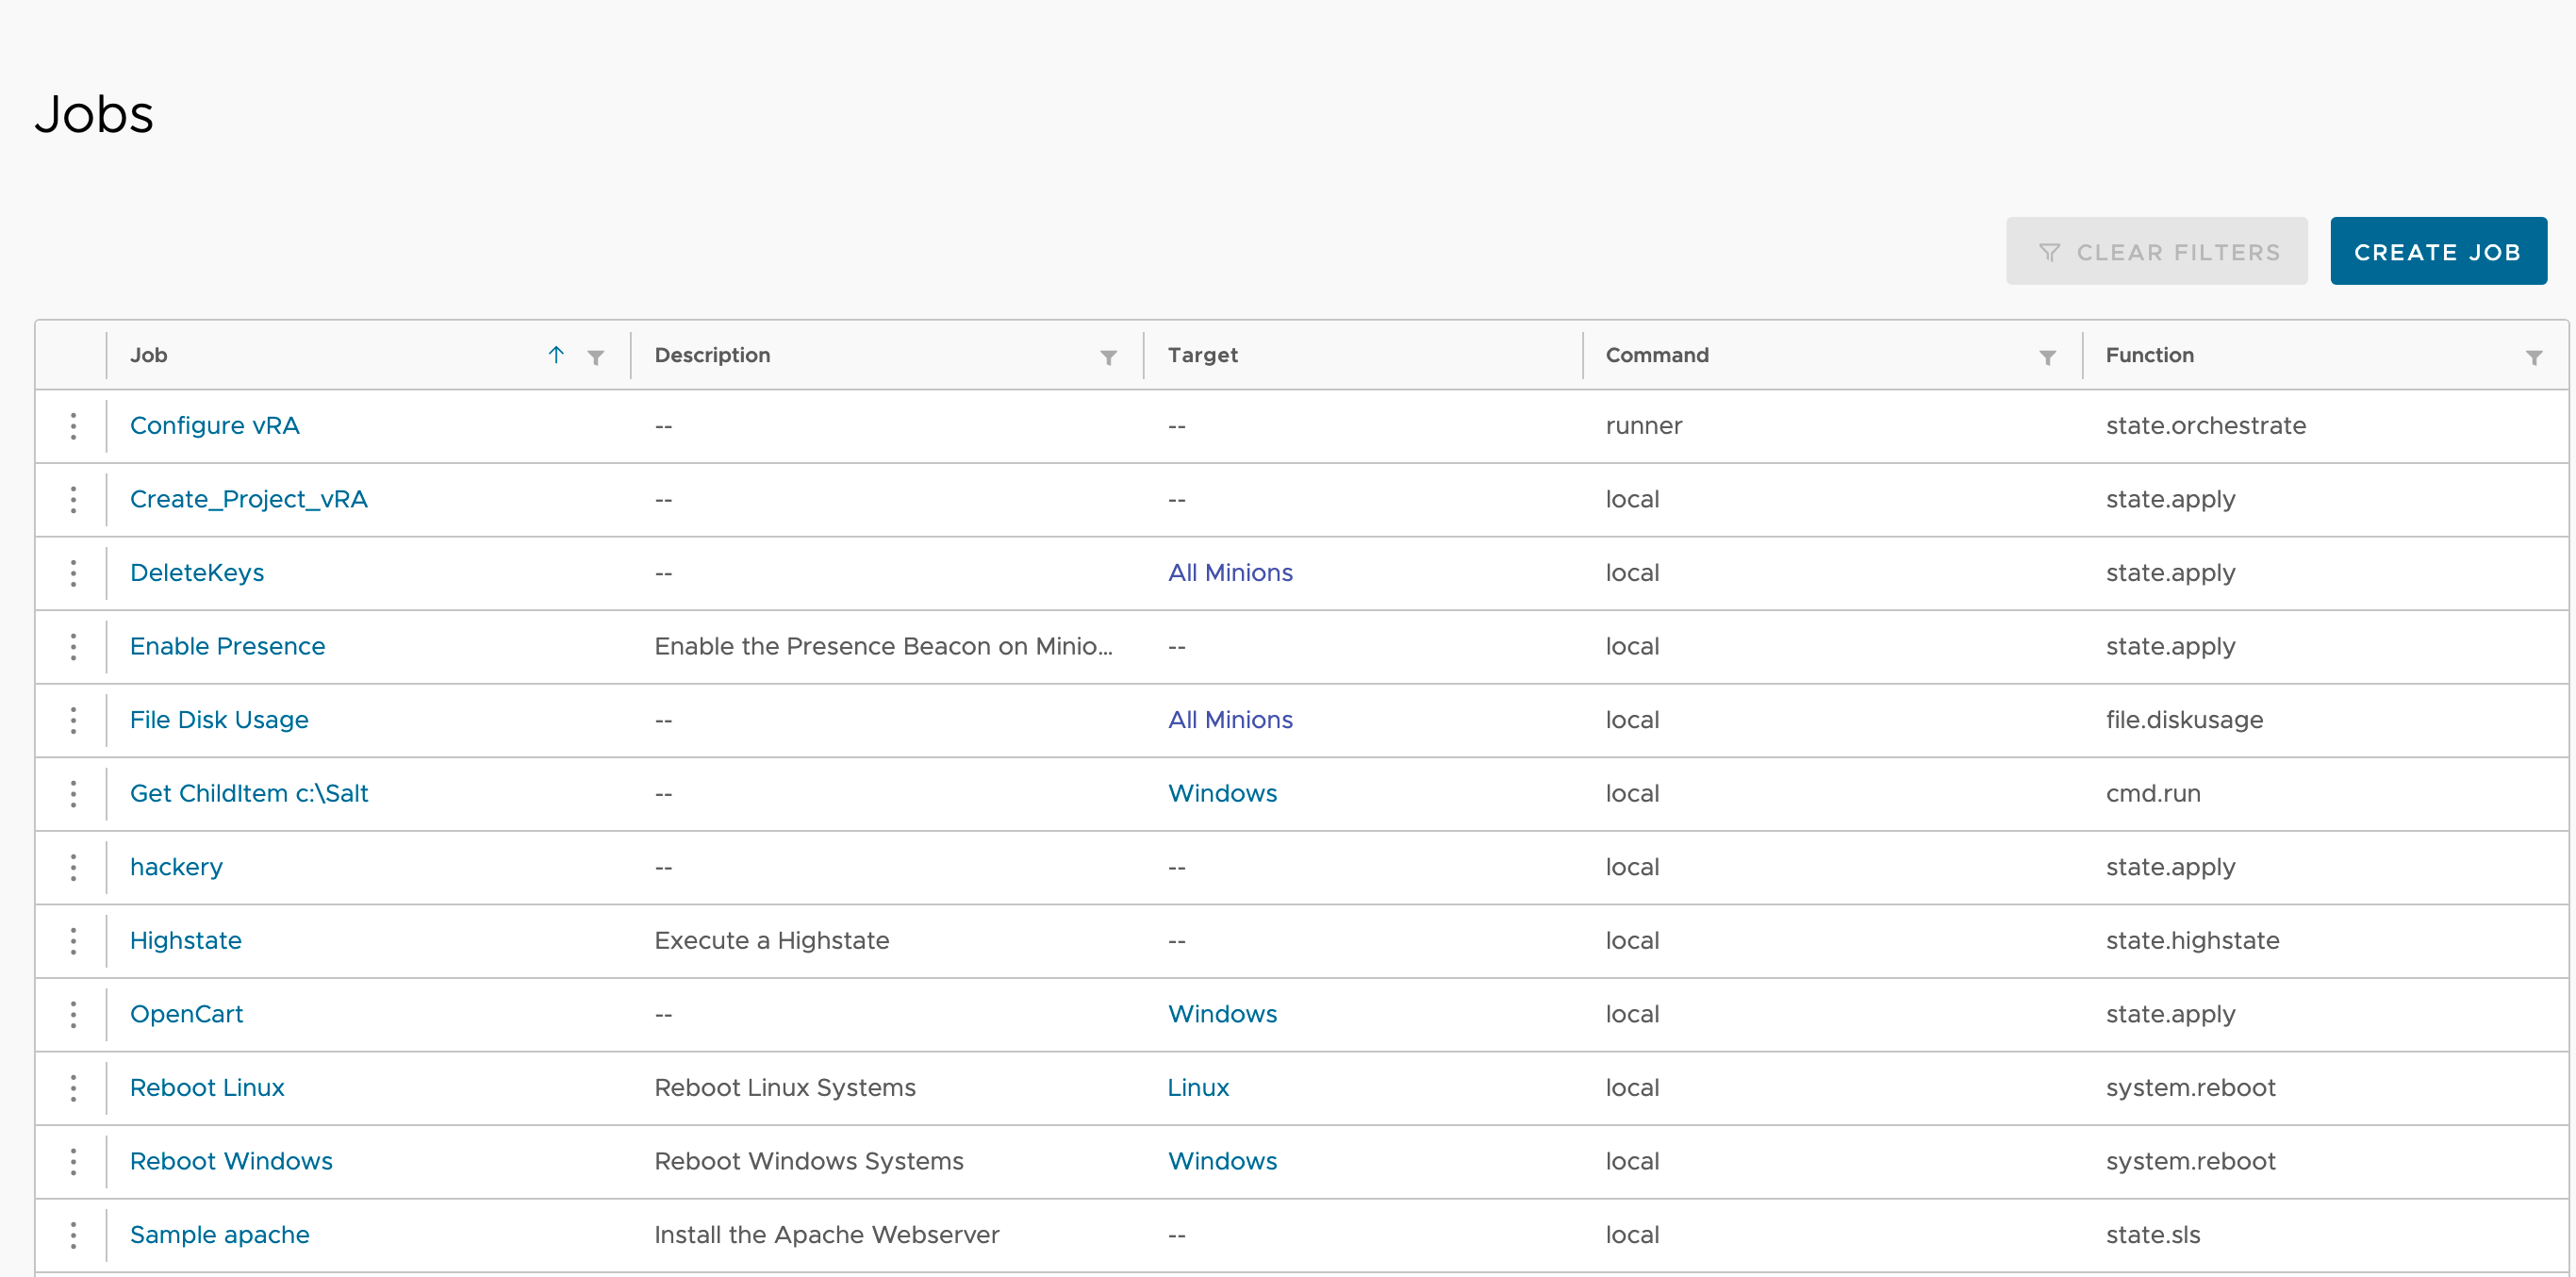 Jobs
CLEAR FILTERS CREATE JOB
Job Description Target Command Function
Configure vRA -- -- runner state.orchestrate
Create_Project_vRA -- -- local state.apply
DeleteKeys -- All Minions local state.apply
Enable Presence Enable the Presence Beacon on Minio... -- local state.apply
File Disk Usage -- All Minions local file.diskusage
Get ChildItem c:\Salt -- Windows local cmd.run
hackery -- -- local state.apply
Highstate Execute a Highstate -- local state.highstate
OpenCart -- Windows local state.apply
Reboot Linux Reboot Linux Systems Linux local system.reboot
Reboot Windows Reboot Windows Systems Windows local system.reboot
Sample apache Install the Apache Webserver -- local state.sls